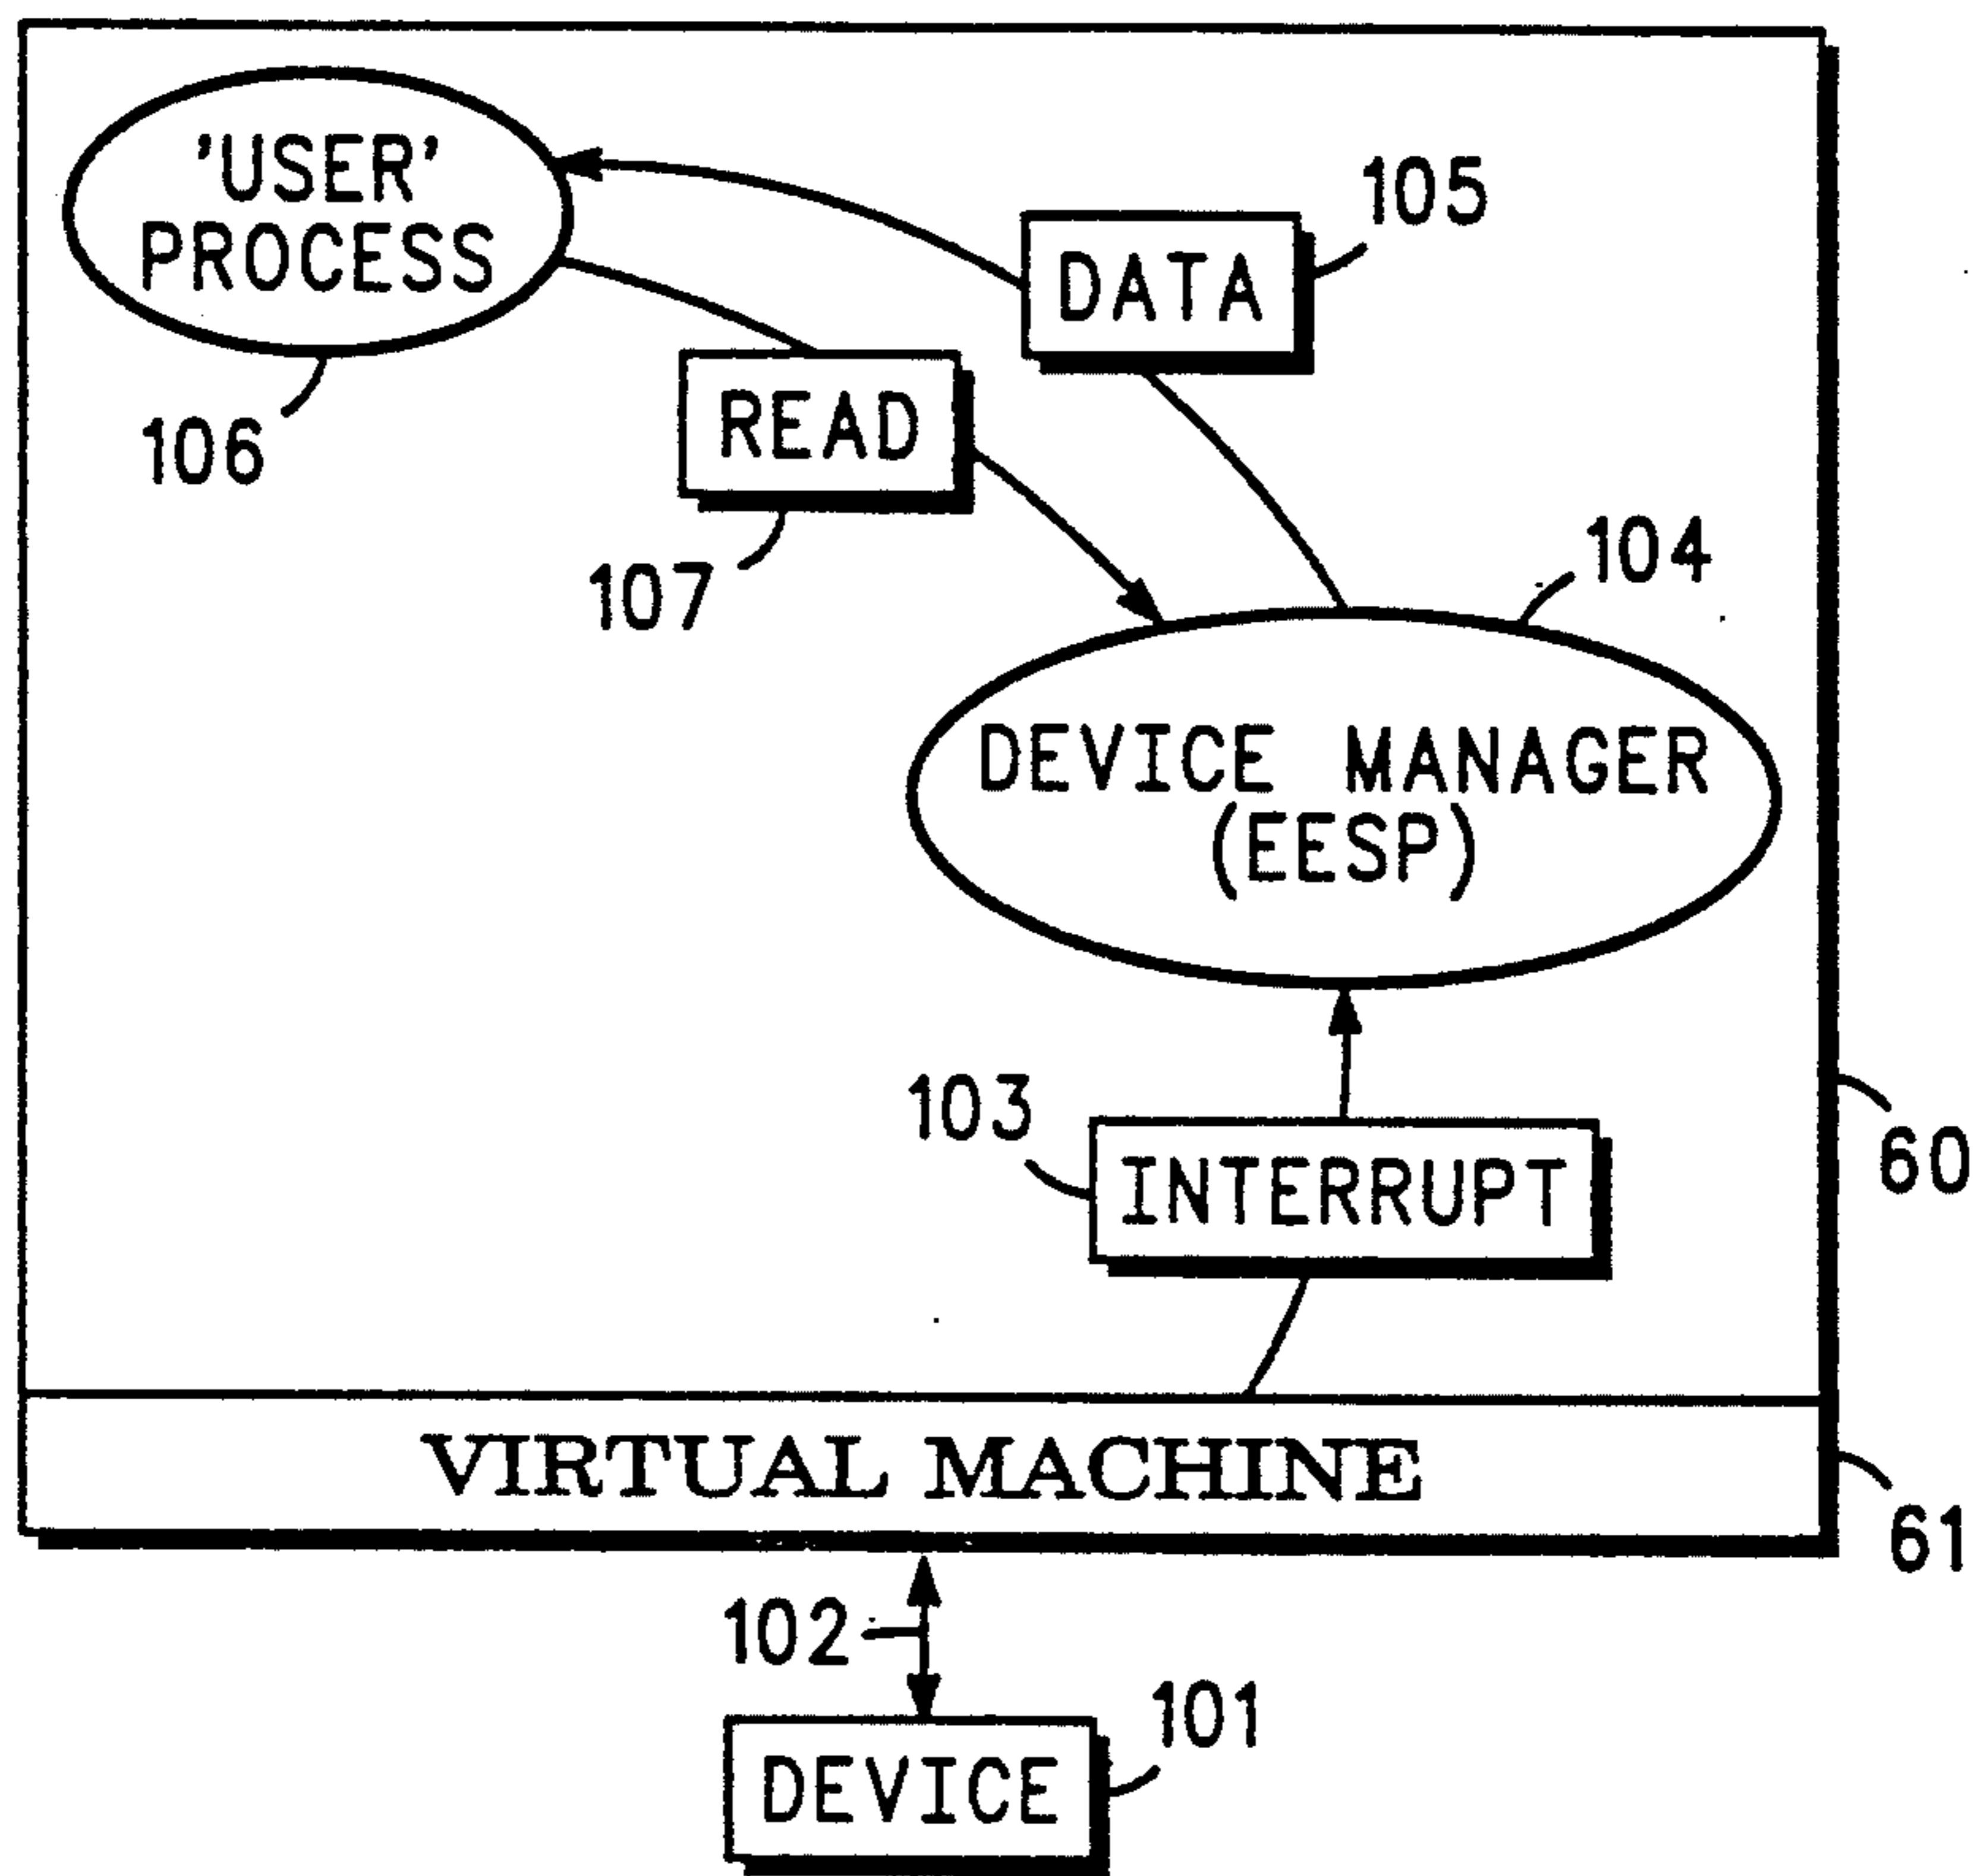 'USER'
PROCESS
105
DATA
READ
106
107
104
DEVICE MANAGER
(EESP)
103
INTERRUPT
60
VIRTUAL MACHINE
61
102
101
DEVICE